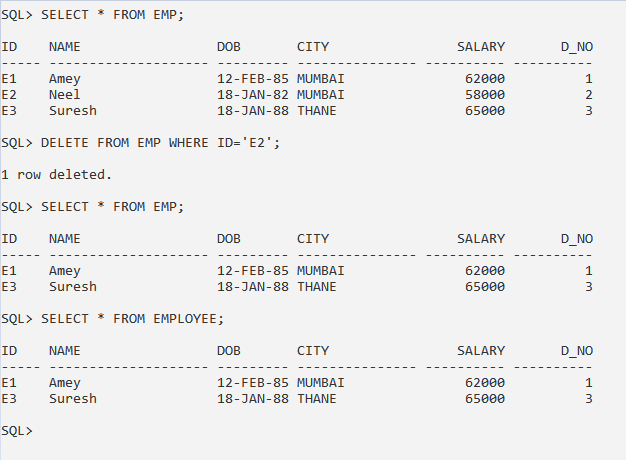 SQL> SELECT * FROM EMP;
ID    NAME                 DOB       CITY                SALARY       D_NO
----- -------------------- --------- --------------- ---------- ----------
E1    Amey                 12-FEB-85 MUMBAI               62000          1
E2    Neel                 18-JAN-82 MUMBAI               58000          2
E3    Suresh               18-JAN-88 THANE                65000          3
SQL> DELETE FROM EMP WHERE ID='E2';
1 row deleted.
SQL> SELECT * FROM EMP;
ID    NAME                 DOB       CITY                SALARY       D_NO
----- -------------------- --------- --------------- ---------- ----------
E1    Amey                 12-FEB-85 MUMBAI               62000          1
E3    Suresh               18-JAN-88 THANE                65000          3
SQL> SELECT * FROM EMPLOYEE;
ID    NAME                 DOB       CITY                SALARY       D_NO
----- -------------------- --------- --------------- ---------- ----------
E1    Amey                 12-FEB-85 MUMBAI               62000          1
E3    Suresh               18-JAN-88 THANE                65000          3
SQL>